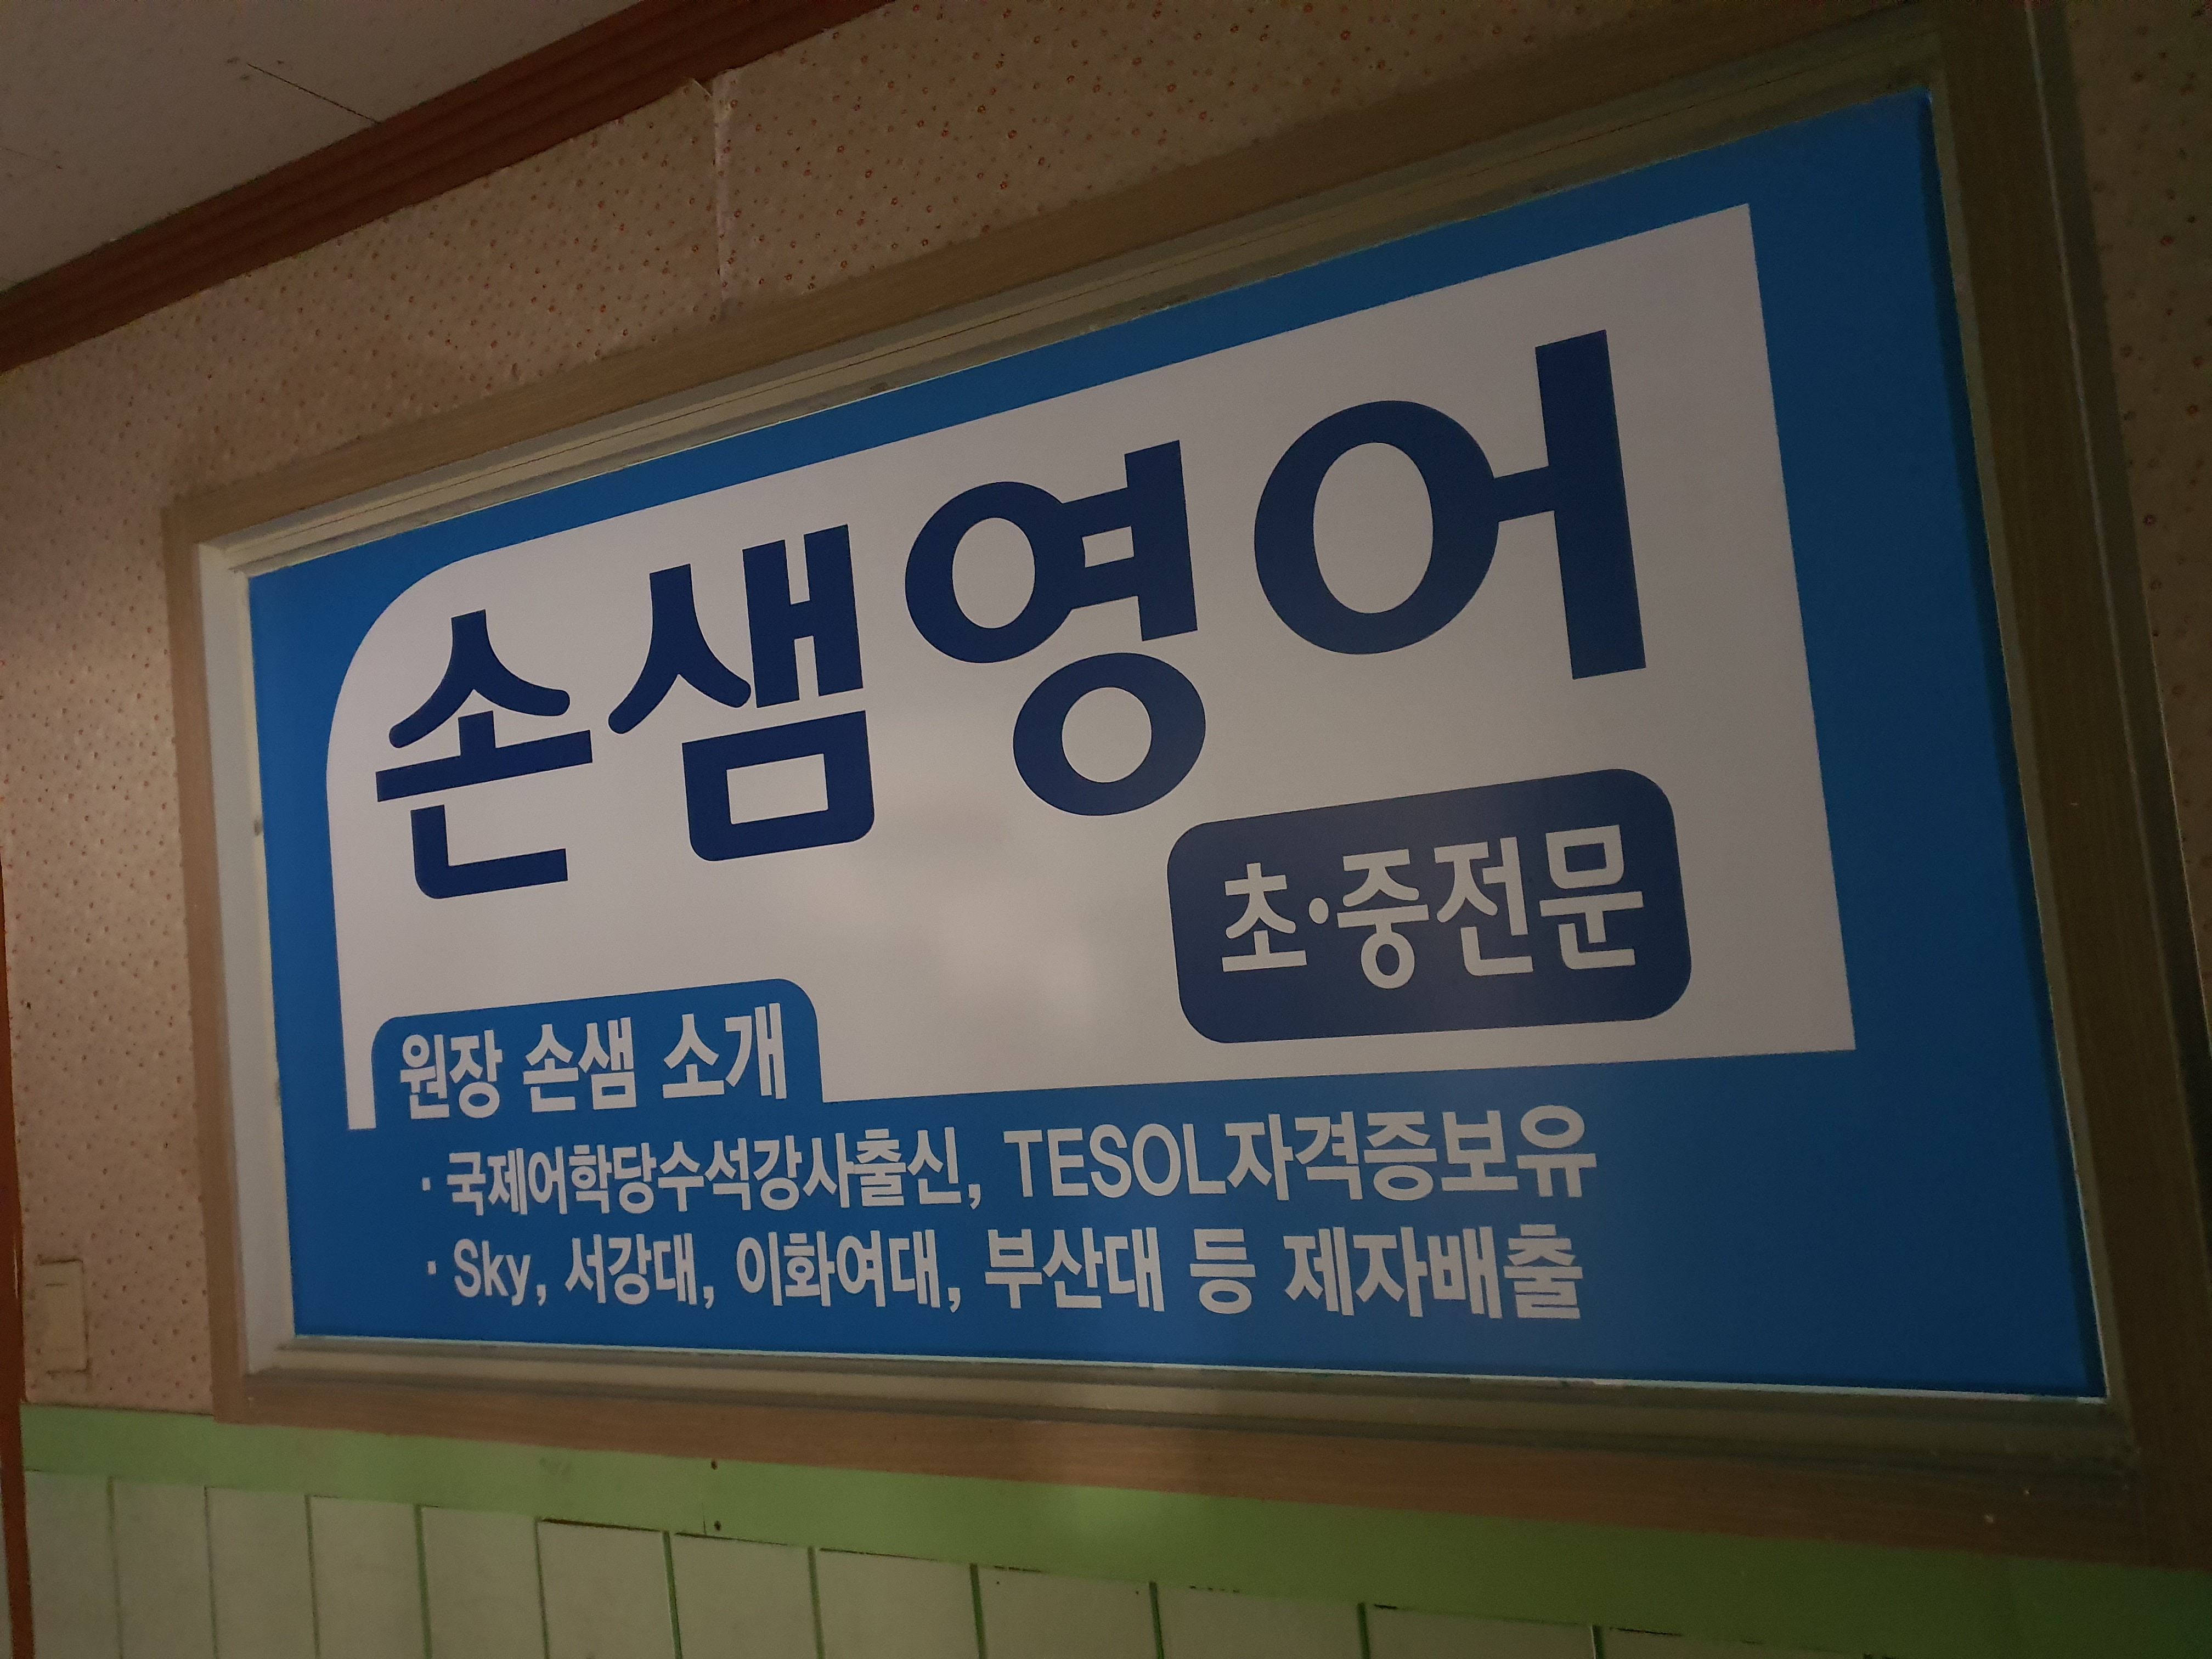 손샘영어
초·중전문
원장 손샘 소개
· 국제어학당수석강사출신, TESOL자격증보유
· Sky, 서강대, 이화여대, 부산대 등 제자배출